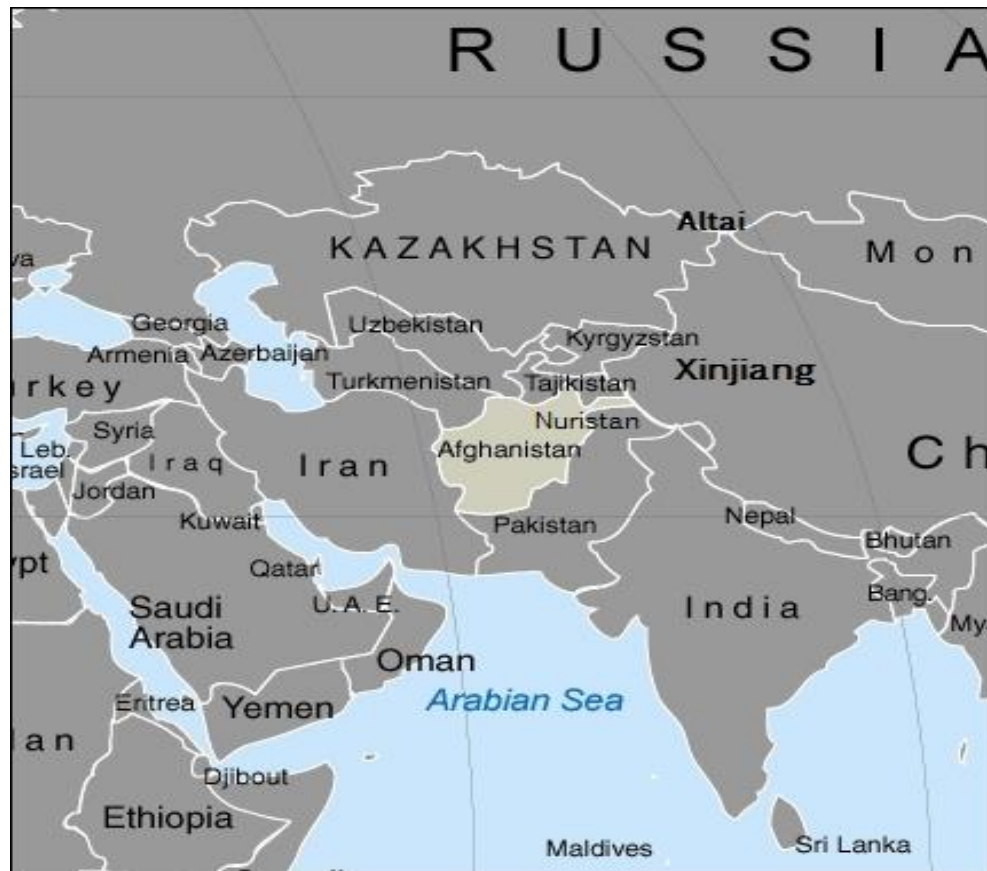 RUSSIA
Altai
va
KAZAKHSTAN
Mon
Georgia
Uzbekistan
Kyrgyzstan
Armenia
Azerbaijan
Xinjiang
urkey
Turkmenistan
Tajikistan
Nuristan
Syria
Leb.
Iraq
Iran
Afghanistan
Ch
srael
Jordan
Kuwait
Pakistan
Nepal
Bhutan
ypt
Qatar
U.A.E.
Bang.
Saudi
Arabia
India
My
Oman
Arabian Sea
Eritrea
Yemen
an
Djibout
Ethiopia
Maldives
Sri Lanka